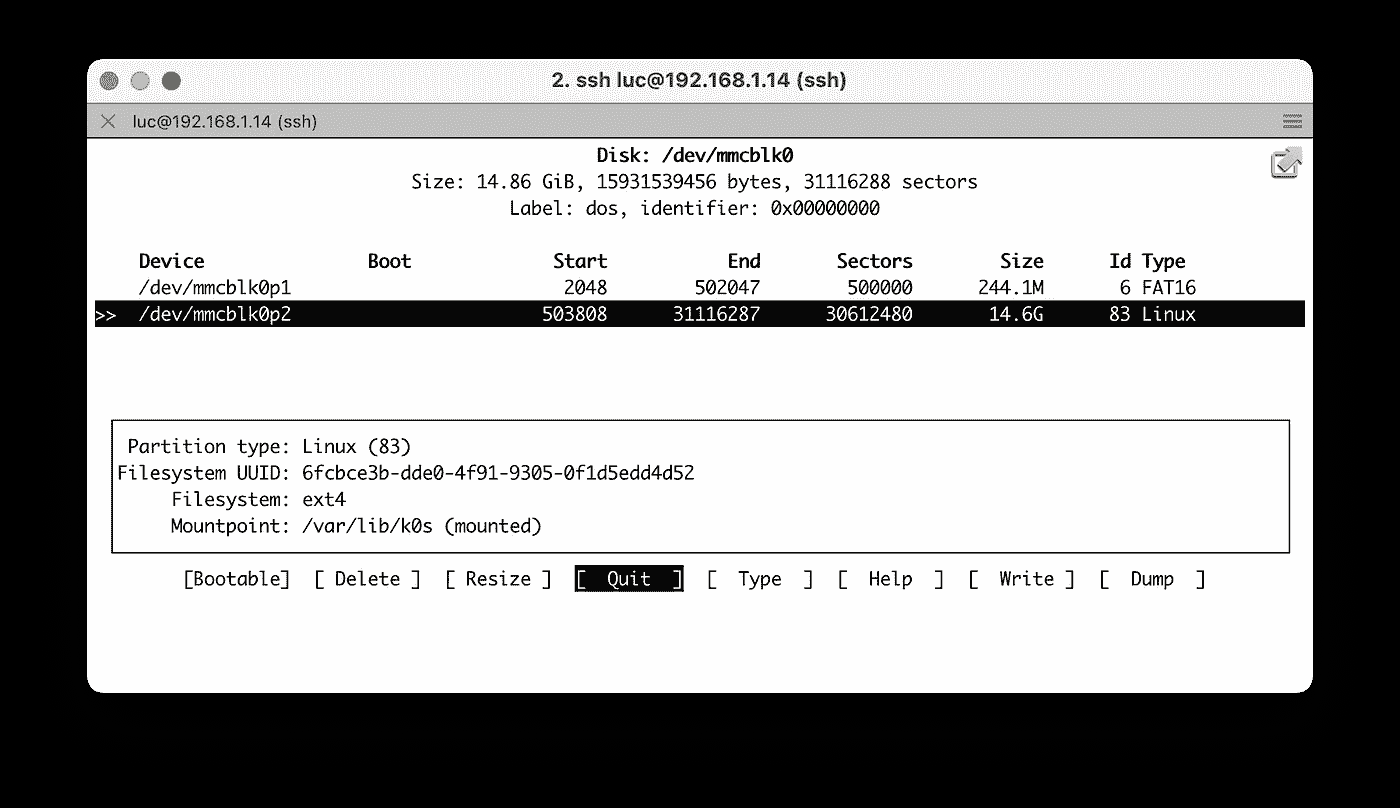 2. ssh luc@192.168.1.14 (ssh)
luc@192.168.1.14 (ssh)
Disk: /dev/mmcblk0
Size: 14.86 GiB, 15931539456 bytes, 31116288 sectors
Label: dos, identifier: 0x00000000
Device Boot Start End Sectors Size Id Type
/dev/mmcblk0p1 2048 502047 500000 244.1M 6 FAT16
>> /dev/mmcblk0p2 503808 31116287 30612480 14.6G 83 Linux
Partition type: Linux (83)
Filesystem UUID: 6fcbce3b-dde0-4f91-9305-0f1d5edd4d52
Filesystem: ext4
Mountpoint: /var/lib/k0s (mounted)
[Bootable] [ Delete ] [ Resize ] [ Quit ] [ Type ] [ Help ] [ Write ] [ Dump ]